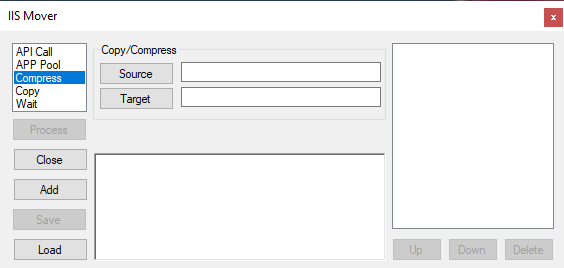 IIS Mover
x
API Call
APP Pool
Compress
Copy
Wait
Copy/Compress
Source
Target
Process
Close
Add
Save
Load
Up
Down
Delete